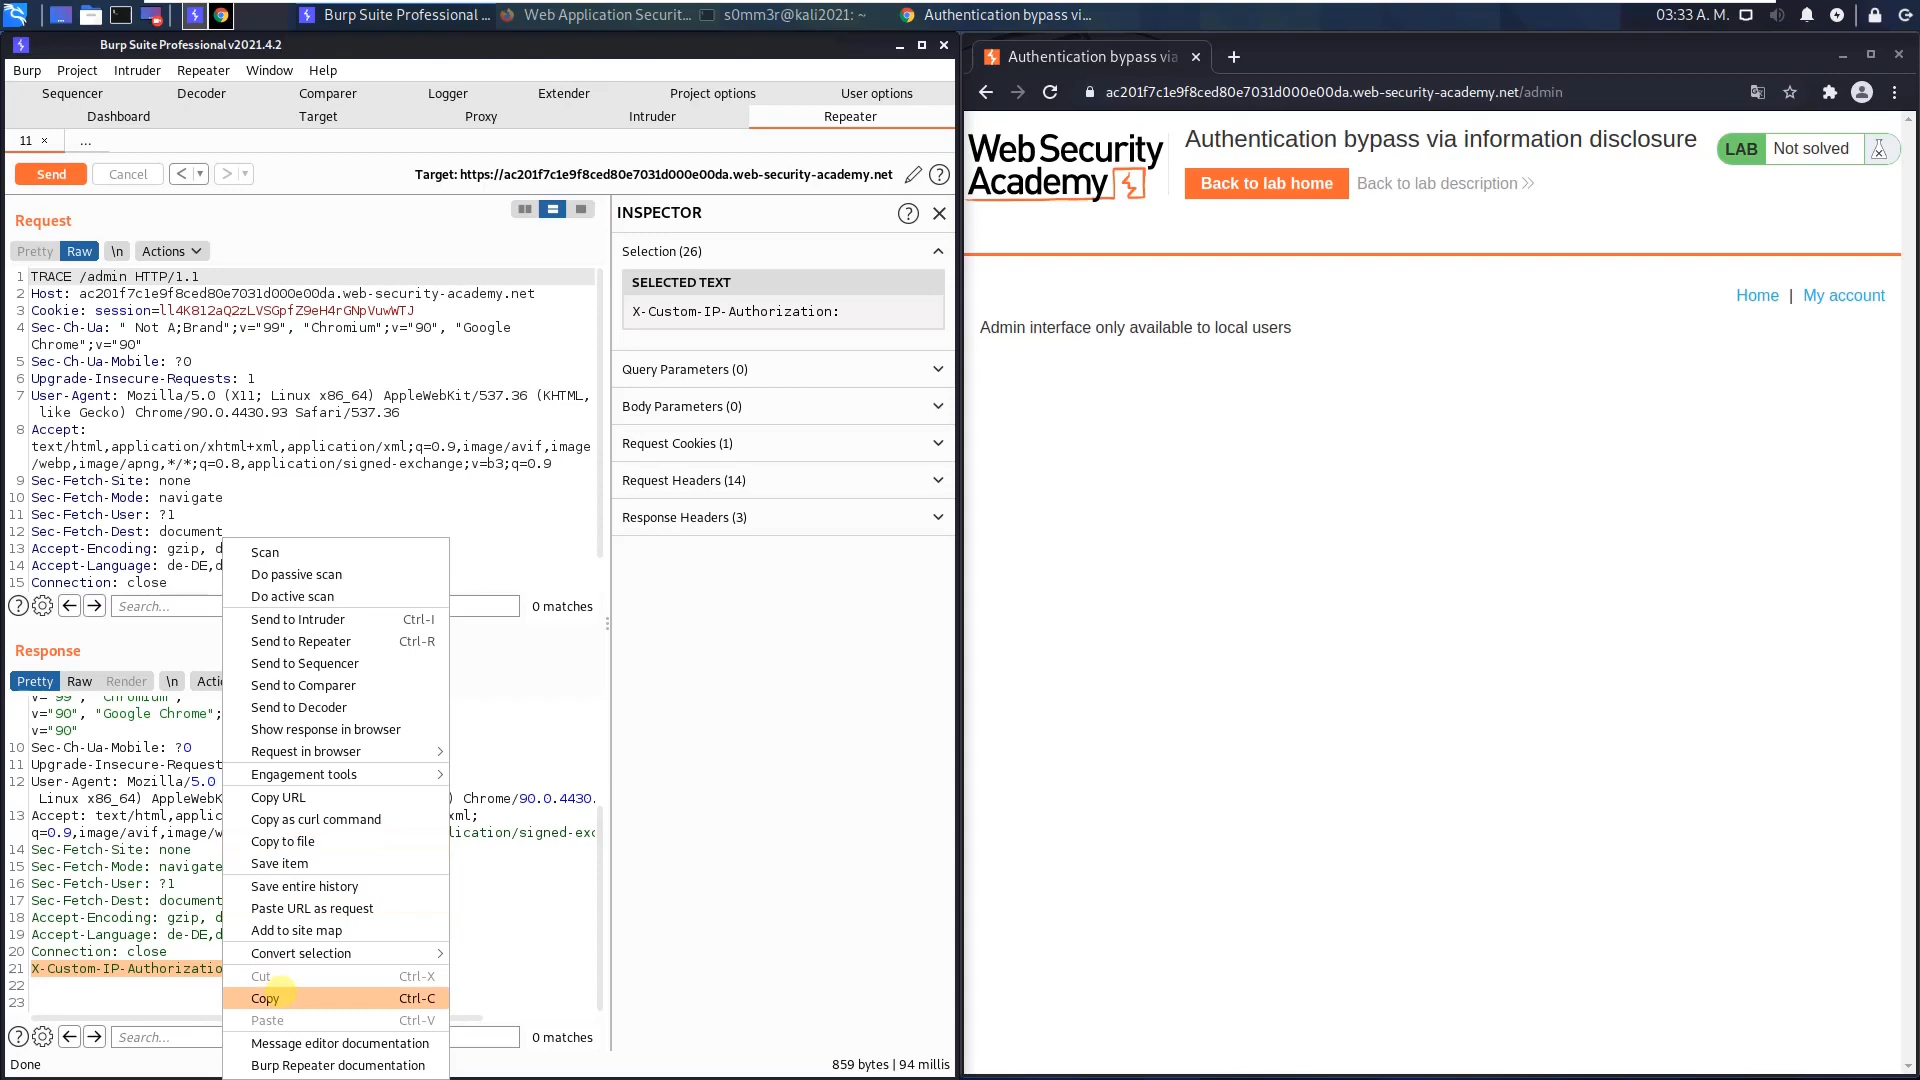 Burp Suite Professional ...
Web Application Securit...
s0mm3r@kali2021: ~
Authentication bypass vi...
03:33 A. M.
Burp Suite Professional v2021.4.2
Burp Project Intruder Repeater Window Help
Sequencer Decoder Comparer Logger Extender Project options User options
Dashboard Target Proxy Intruder Repeater
11 × ...
Send Cancel < > Target: https://ac201f7c1e9f8ced80e7031d000e00da.web-security-academy.net
Request
Pretty Raw \n Actions
1 TRACE /admin HTTP/1.1
2 Host: ac201f7c1e9f8ced80e7031d000e00da.web-security-academy.net
3 Cookie: session=ll4K8l2aQ2zLVSGpfZ9eH4rGNpVuwWTJ
4 Sec-Ch-Ua: " Not A;Brand";v="99", "Chromium";v="90", "Google
Chrome";v="90"
5 Sec-Ch-Ua-Mobile: ?0
6 Upgrade-Insecure-Requests: 1
7 User-Agent: Mozilla/5.0 (X11; Linux x86_64) AppleWebKit/537.36 (KHTML,
like Gecko) Chrome/90.0.4430.93 Safari/537.36
8 Accept:
text/html,application/xhtml+xml,application/xml;q=0.9,image/avif,image
/webp,image/apng,*/*;q=0.8,application/signed-exchange;v=b3;q=0.9
9 Sec-Fetch-Site: none
10 Sec-Fetch-Mode: navigate
11 Sec-Fetch-User: ?1
12 Sec-Fetch-Dest: document
13 Accept-Encoding: gzip, d
14 Accept-Language: de-DE,d
15 Connection: close
Search... 0 matches
Response
Pretty Raw Render \n Actio
v="99", "Chromium";
v="90", "Google Chrome";
v="90"
10 Sec-Ch-Ua-Mobile: ?0
11 Upgrade-Insecure-Request
12 User-Agent: Mozilla/5.0
Linux x86_64) AppleWebK ) Chrome/90.0.4430.
13 Accept: text/html,applic xml;
q=0.9,image/avif,image/w lication/signed-exc
14 Sec-Fetch-Site: none
15 Sec-Fetch-Mode: navigate
16 Sec-Fetch-User: ?1
17 Sec-Fetch-Dest: document
18 Accept-Encoding: gzip, d
19 Accept-Language: de-DE,d
20 Connection: close
21 X-Custom-IP-Authorizatio
22
23
Search... 0 matches
Done 859 bytes | 94 millis
Scan
Do passive scan
Do active scan
Send to Intruder Ctrl-I
Send to Repeater Ctrl-R
Send to Sequencer
Send to Comparer
Send to Decoder
Show response in browser
Request in browser >
Engagement tools >
Copy URL
Copy as curl command
Copy to file
Save item
Save entire history
Paste URL as request
Add to site map
Convert selection >
Cut Ctrl-X
Copy Ctrl-C
Paste Ctrl-V
Message editor documentation
Burp Repeater documentation
INSPECTOR
Selection (26)
SELECTED TEXT
X-Custom-IP-Authorization:
Query Parameters (0)
Body Parameters (0)
Request Cookies (1)
Request Headers (14)
Response Headers (3)
Authentication bypass via
ac201f7c1e9f8ced80e7031d000e00da.web-security-academy.net/admin
Web Security
Academy
Authentication bypass via information disclosure
Back to lab home Back to lab description >>
LAB Not solved
Home | My account
Admin interface only available to local users